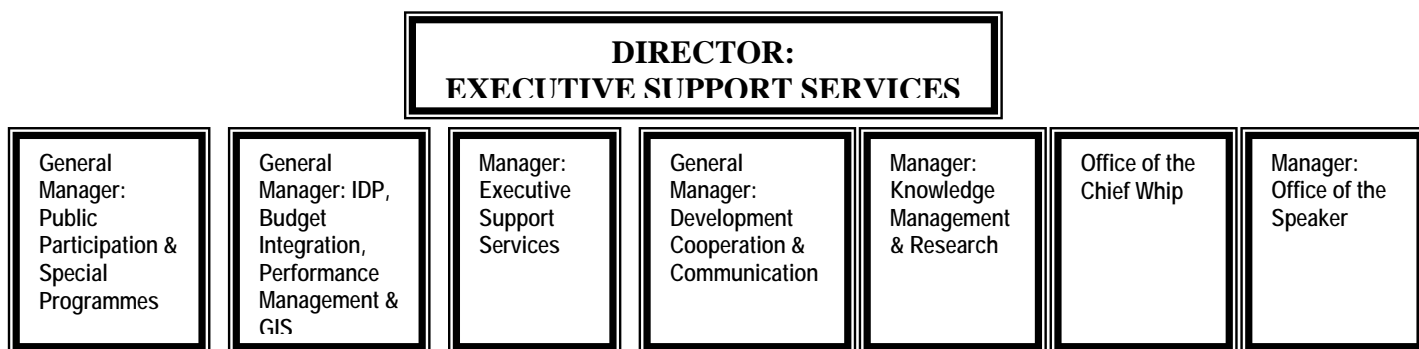 DIRECTOR:
EXECUTIVE SUPPORT SERVICES
General
Manager:
Public
Participation &
Special
Programmes
General
Manager: IDP,
Budget
Integration,
Performance
Management &
GIS
Manager:
Executive
Support
Services
General
Manager:
Development
Cooperation &
Communication
Manager:
Knowledge
Management
& Research
Office of the
Chief Whip
Manager:
Office of the
Speaker